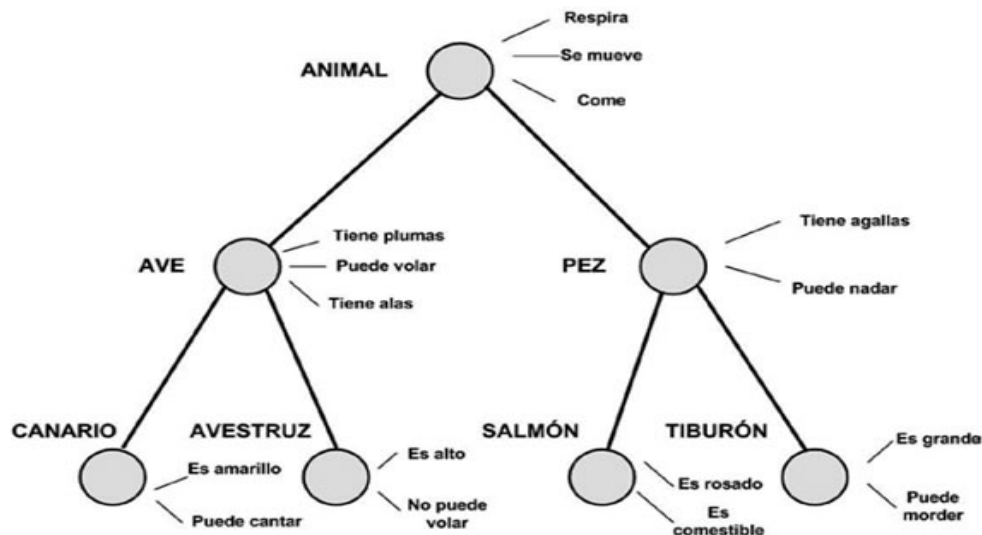 Respira
Se mueve
ANIMAL
Come
Tiene plumas
AVE
Puede volar
Tiene alas
Tiene agallas
PEZ
Puede nadar
CANARIO
Es amarillo
Puede cantar
AVESTRUZ
Es alto
No puede
volar
SALMÓN
Es rosado
Es
comestible
TIBURÓN
Es grande
Puede
morder